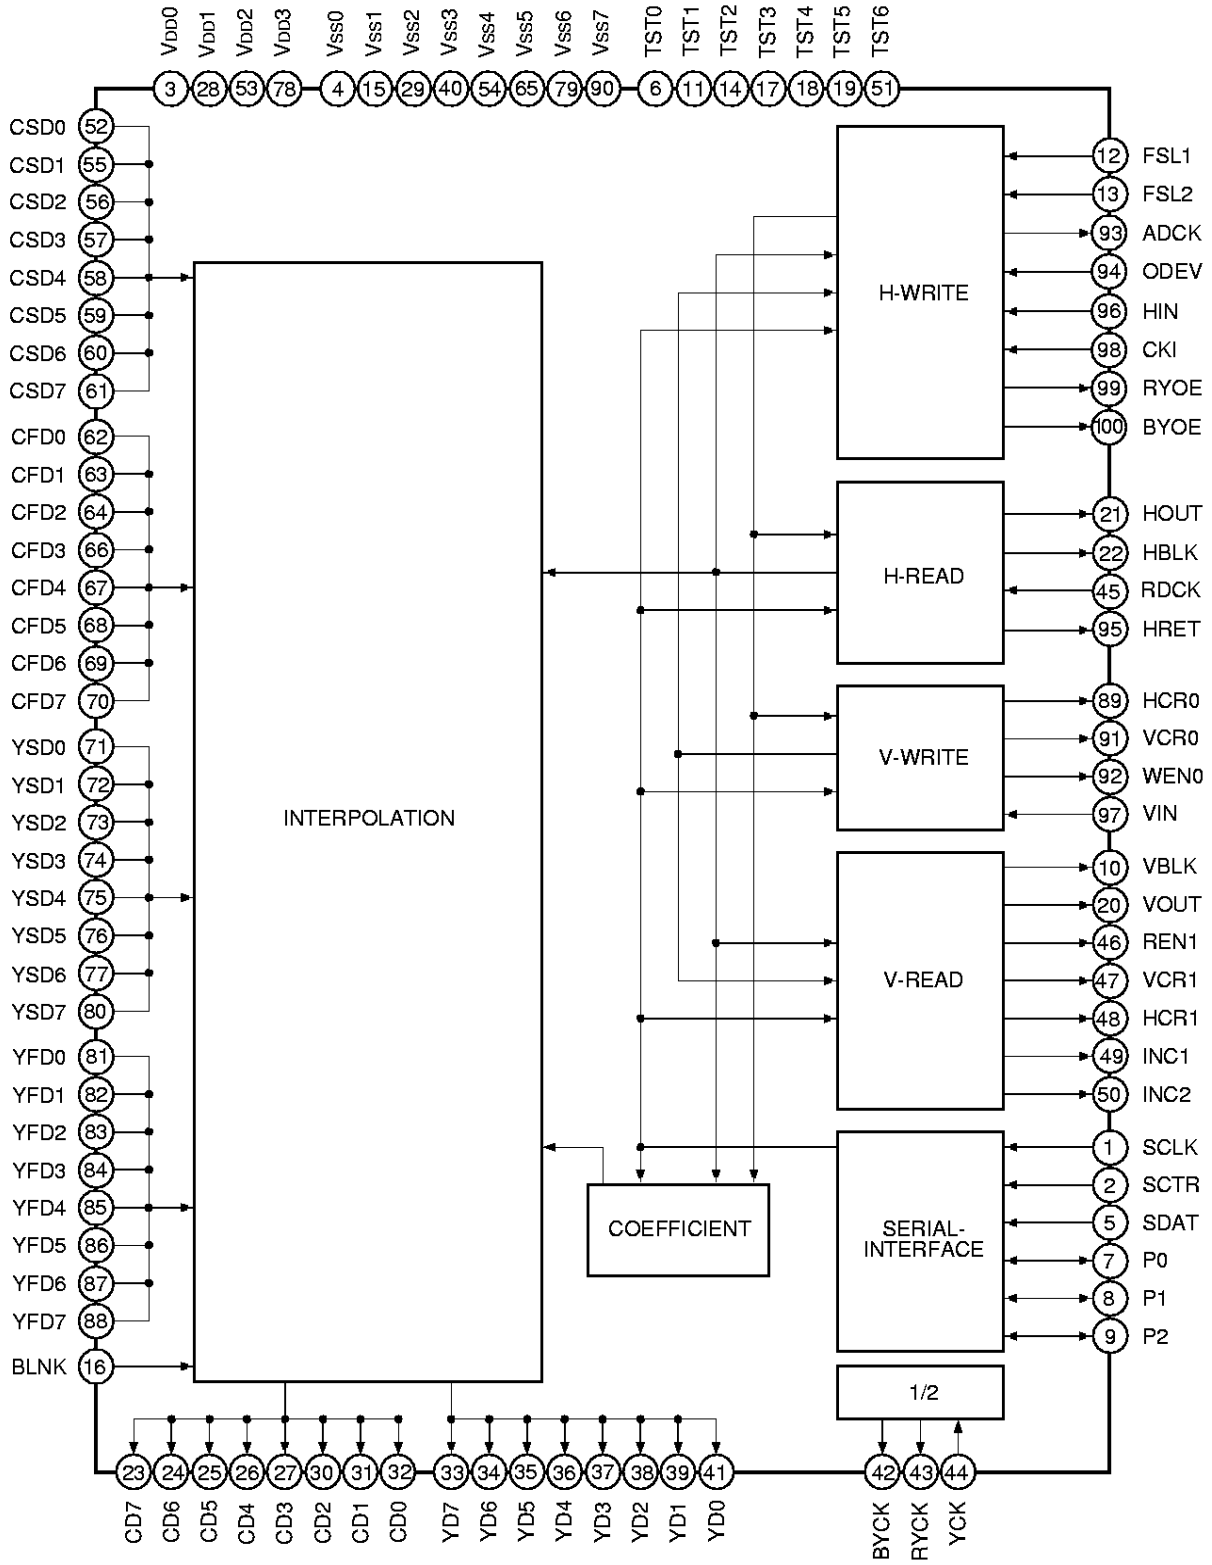 VDD0 VDD1 VDD2 VDD3 VSS0 VSS1 VSS2 VSS3 VSS4 VSS5 VSS6 VSS7 TST0 TST1 TST2 TST3 TST4 TST5 TST6
3 28 53 78 4 15 29 40 54 65 79 90 6 11 14 17 18 19 51
CSD0 52
CSD1 55
CSD2 56
CSD3 57
CSD4 58
CSD5 59
CSD6 60
CSD7 61
CFD0 62
CFD1 63
CFD2 64
CFD3 66
CFD4 67
CFD5 68
CFD6 69
CFD7 70
YSD0 71
YSD1 72
YSD2 73
YSD3 74
YSD4 75
YSD5 76
YSD6 77
YSD7 80
YFD0 81
YFD1 82
YFD2 83
YFD3 84
YFD4 85
YFD5 86
YFD6 87
YFD7 88
BLNK 16
INTERPOLATION
COEFFICIENT
H-WRITE
H-READ
V-WRITE
V-READ
SERIAL-
INTERFACE
1/2
12 FSL1
13 FSL2
93 ADCK
94 ODEV
96 HIN
98 CKI
99 RYOE
100 BYOE
21 HOUT
22 HBLK
45 RDCK
95 HRET
89 HCR0
91 VCR0
92 WEN0
97 VIN
10 VBLK
20 VOUT
46 REN1
47 VCR1
48 HCR1
49 INC1
50 INC2
1 SCLK
2 SCTR
5 SDAT
7 P0
8 P1
9 P2
23 24 25 26 27 30 31 32 33 34 35 36 37 38 39 41 42 43 44
CD7 CD6 CD5 CD4 CD3 CD2 CD1 CD0 YD7 YD6 YD5 YD4 YD3 YD2 YD1 YD0 BYCK RYCK YCK